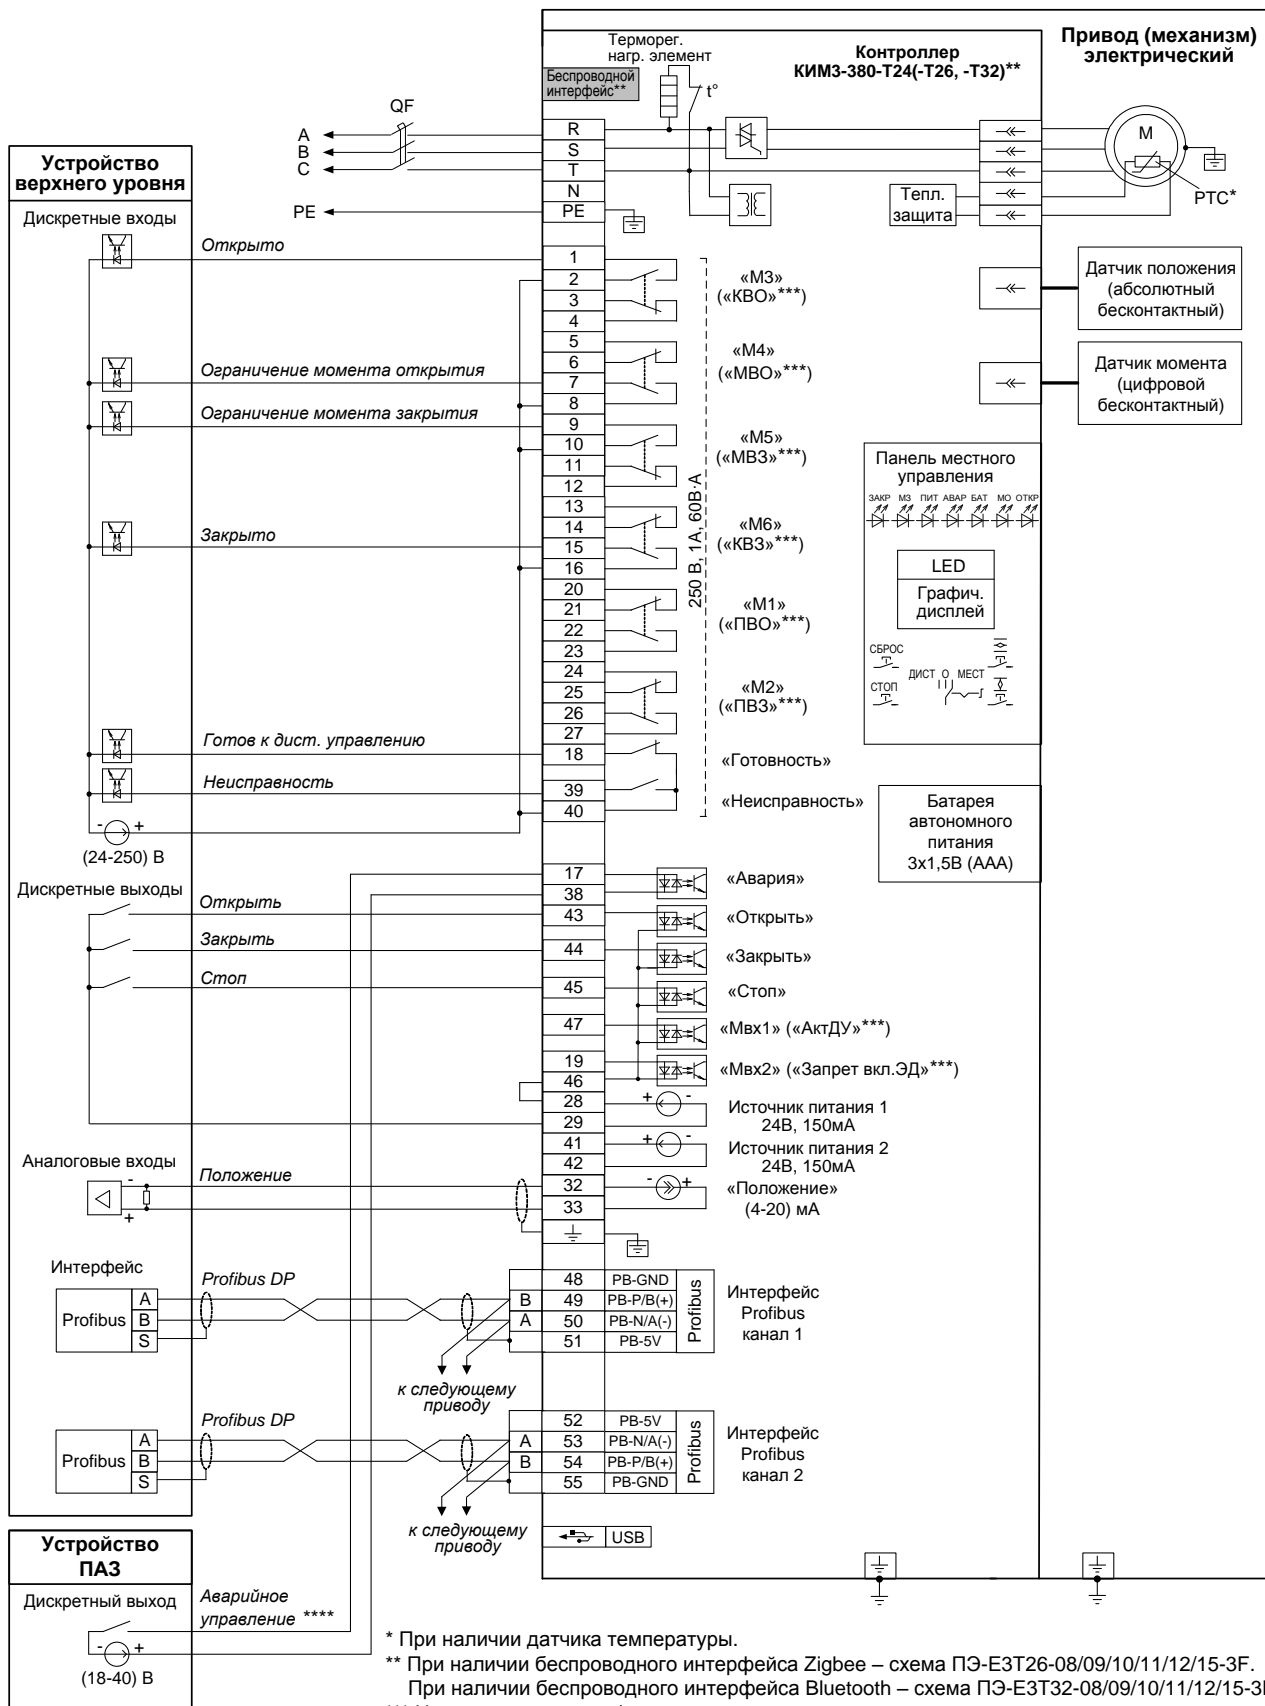 Привод (механизм)
электрический
Контроллер
КИМ3-380-Т24(-Т26, -Т32)**
Терморег.
нагр. элемент
Беспроводной
интерфейс**
t°
QF
A
B
C
PE
R
S
T
N
PE
Тепл.
защита
M
PTC*
Устройство
верхнего уровня
Дискретные входы
Открыто
1
2
3
4
«М3»
(«КВО»***)
Датчик положения
(абсолютный
бесконтактный)
5
6
7
8
«М4»
(«МВО»***)
Ограничение момента открытия
Датчик момента
(цифровой
бесконтактный)
Ограничение момента закрытия
9
10
11
12
«М5»
(«МВЗ»***)
250 В, 1А, 60В·А
Панель местного
управления
ЗАКР МЗ ПИТ АВАР БАТ МО ОТКР
Закрыто
13
14
15
16
«М6»
(«КВЗ»***)
LED
Графич.
дисплей
20
21
22
23
«М1»
(«ПВО»***)
СБРОС
СТОП
ДИСТ О МЕСТ
24
25
26
27
«М2»
(«ПВЗ»***)
Готов к дист. управлению
18
«Готовность»
Неисправность
39
40
«Неисправность»
Батарея
автономного
питания
3х1,5В (ААА)
- +
(24-250) В
17
38
«Авария»
Дискретные выходы
Открыть
43
«Открыть»
Закрыть
44
«Закрыть»
Стоп
45
«Стоп»
47
«Мвх1» («АктДУ»***)
19
46
«Мвх2» («Запрет вкл.ЭД»***)
28
29
+ -
Источник питания 1
24В, 150мА
41
42
+ -
Источник питания 2
24В, 150мА
Аналоговые входы
-
+
Положение
32
33
- +
«Положение»
(4-20) мА
Интерфейс
Profibus DP
Profibus
A
B
S
B
A
48 PB-GND
49 PB-P/B(+)
50 PB-N/A(-)
51 PB-5V
Profibus
Интерфейс
Profibus
канал 1
к следующему
приводу
Profibus DP
Profibus
A
B
S
A
B
52 PB-5V
53 PB-N/A(-)
54 PB-P/B(+)
55 PB-GND
Profibus
Интерфейс
Profibus
канал 2
к следующему
приводу
USB
Устройство
ПАЗ
Дискретный выход
Аварийное
управление ****
- +
(18-40) В
* При наличии датчика температуры.
** При наличии беспроводного интерфейса Zigbee – схема ПЭ-Е3Т26-08/09/10/11/12/15-3F.
При наличии беспроводного интерфейса Bluetooth – схема ПЭ-Е3Т32-08/09/10/11/12/15-3